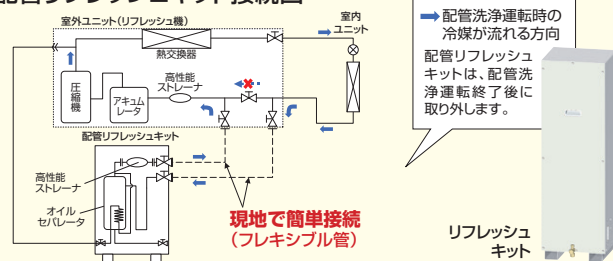 配管リフレッシュキット接続図
室外ユニット(リフレッシュ機)
室内
ユニット
熱交換器
圧縮機
アキュム
レータ
高性能
ストレーナ
配管リフレッシュキット
高性能
ストレーナ
オイル
セパレータ
現地で簡単接続
(フレキシブル管)
配管洗浄運転時の
冷媒が流れる方向
配管リフレッシュ
キットは、配管洗
浄運転終了後に
取り外します。
リフレッシュ
キット